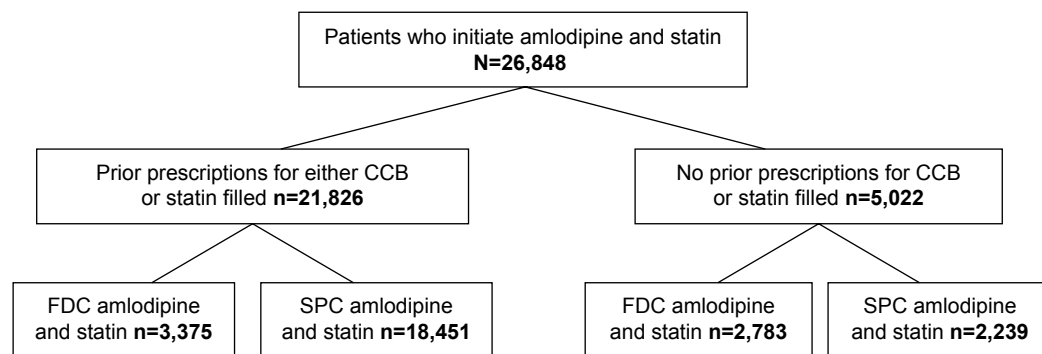 Patients who initiate amlodipine and statin
N=26,848
Prior prescriptions for either CCB
or statin filled n=21,826
No prior prescriptions for CCB
or statin filled n=5,022
FDC amlodipine
and statin n=3,375
SPC amlodipine
and statin n=18,451
FDC amlodipine
and statin n=2,783
SPC amlodipine
and statin n=2,239